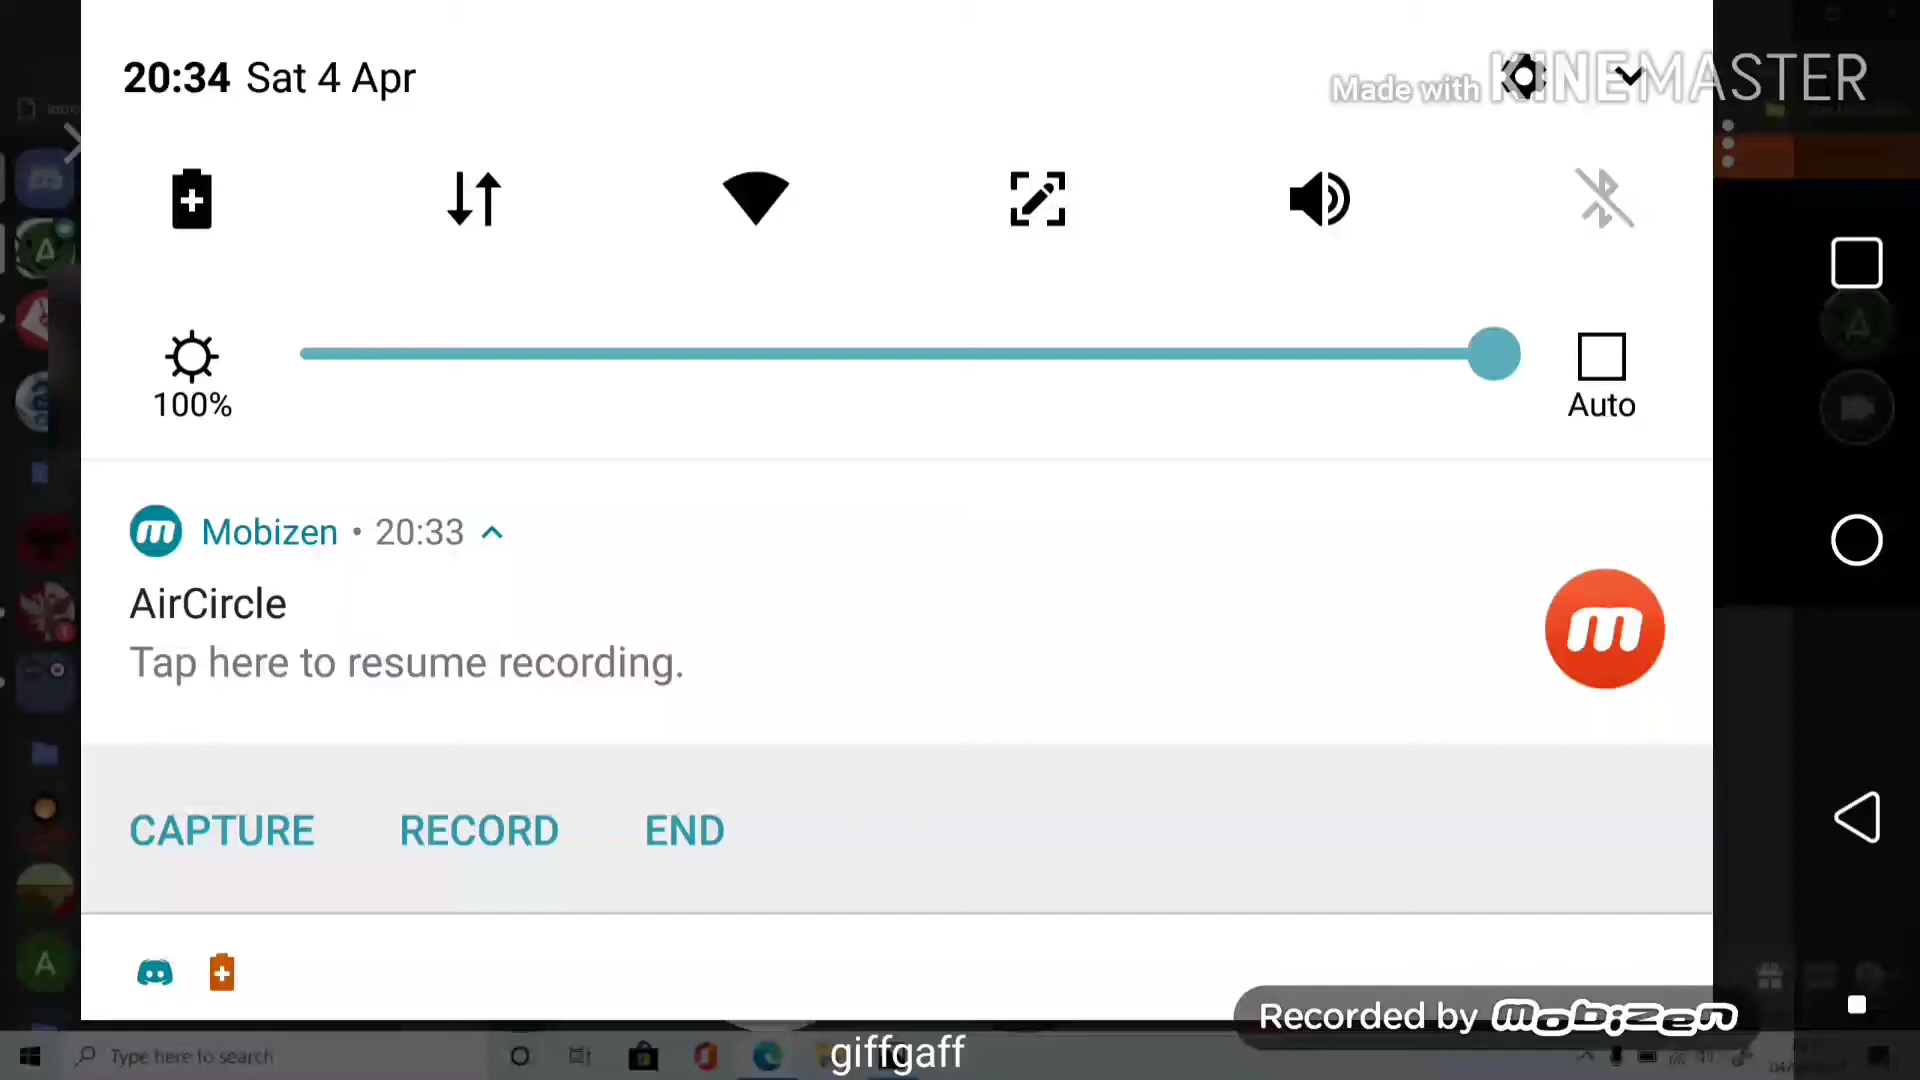 20:34 Sat 4 Apr
Made with KINEMASTER
100%
Auto
Mobizen • 20:33
AirCircle
Tap here to resume recording.
CAPTURE RECORD END
Recorded by mobizen
Type here to search
giffgaff